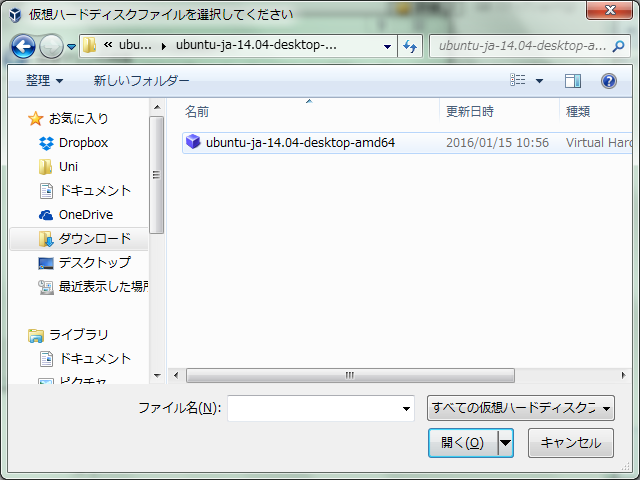 仮想ハードディスクファイルを選択してください
« ubu... ubuntu-ja-14.04-desktop-...
ubuntu-ja-14.04-desktop-a...
整理 新しいフォルダー
名前 更新日時 種類
お気に入り
Dropbox
Uni
ドキュメント
OneDrive
ダウンロード
デスクトップ
最近表示した場所
ライブラリ
ドキュメント
ピクチャ
ubuntu-ja-14.04-desktop-amd64 2016/01/15 10:56 Virtual Hard
ファイル名(N):
すべての仮想ハードディスクフ
開く(O) キャンセル